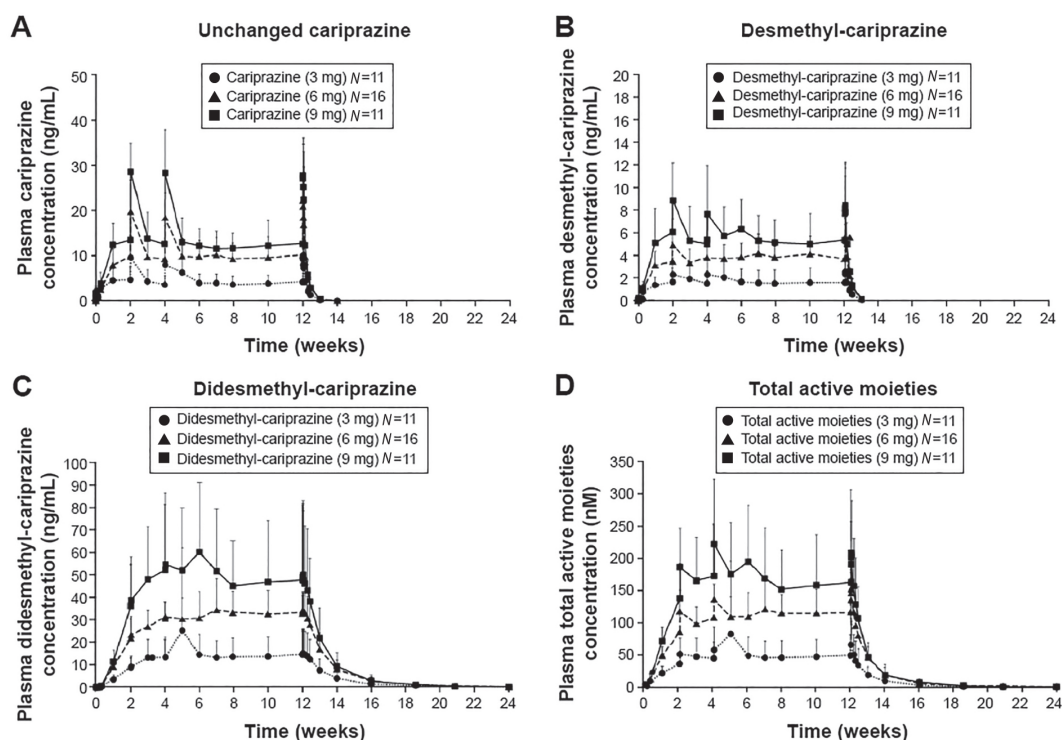 A
Unchanged cariprazine
Cariprazine (3 mg) N=11
Cariprazine (6 mg) N=16
Cariprazine (9 mg) N=11
Plasma cariprazine
concentration (ng/mL)
50
40
30
20
10
0
0 2 4 6 8 10 12 14 16 18 20 22 24
Time (weeks)
B
Desmethyl-cariprazine
Desmethyl-cariprazine (3 mg) N=11
Desmethyl-cariprazine (6 mg) N=16
Desmethyl-cariprazine (9 mg) N=11
Plasma desmethyl-cariprazine
concentration (ng/mL)
20
18
16
14
12
10
8
6
4
2
0
0 2 4 6 8 10 12 14 16 18 20 22 24
Time (weeks)
C
Didesmethyl-cariprazine
Didesmethyl-cariprazine (3 mg) N=11
Didesmethyl-cariprazine (6 mg) N=16
Didesmethyl-cariprazine (9 mg) N=11
Plasma didesmethyl-cariprazine
concentration (ng/mL)
100
90
80
70
60
50
40
30
20
10
0
0 2 4 6 8 10 12 14 16 18 20 22 24
Time (weeks)
D
Total active moieties
Total active moieties (3 mg) N=11
Total active moieties (6 mg) N=16
Total active moieties (9 mg) N=11
Plasma total active moieties
concentration (nM)
350
300
250
200
150
100
50
0
0 2 4 6 8 10 12 14 16 18 20 22 24
Time (weeks)